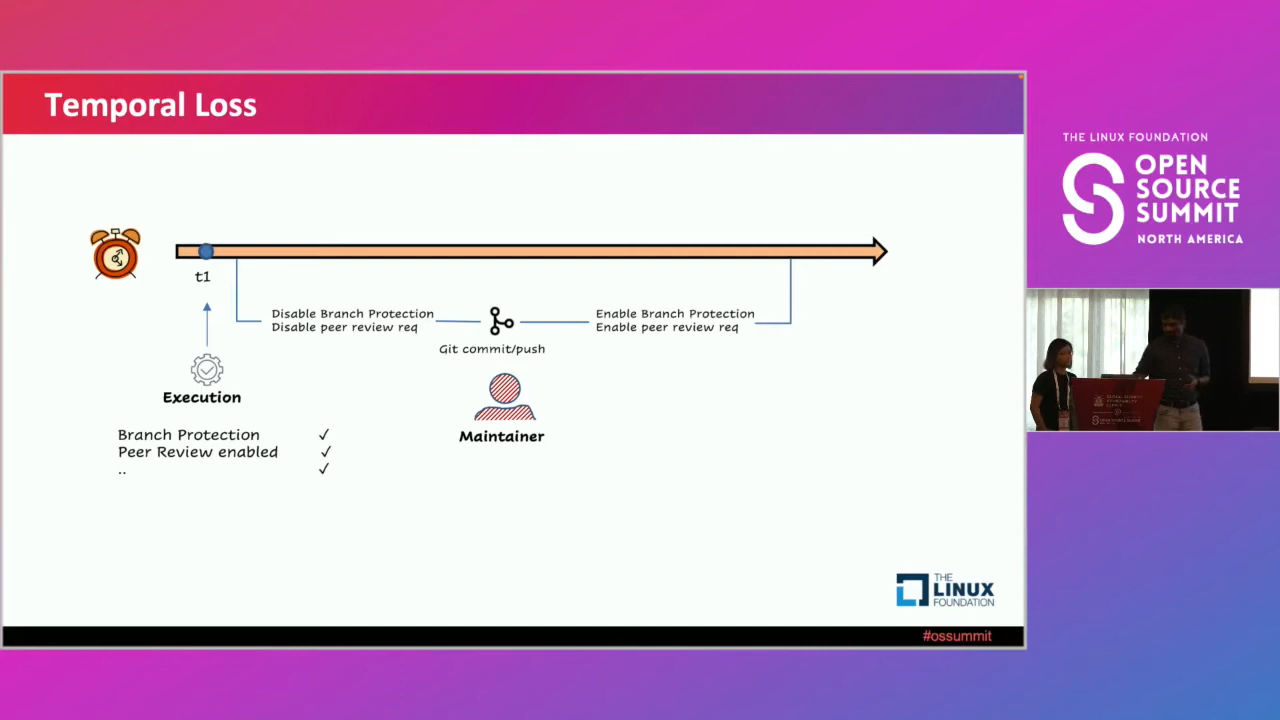 Temporal Loss
t1
Disable Branch Protection
Disable peer review req
Git commit/push
Enable Branch Protection
Enable peer review req
Execution
Maintainer
Branch Protection ✓
Peer Review enabled ✓
.. ✓
THE
LINUX
FOUNDATION
#ossummit
THE LINUX FOUNDATION
OPEN
SOURCE
SUMMIT
NORTH AMERICA